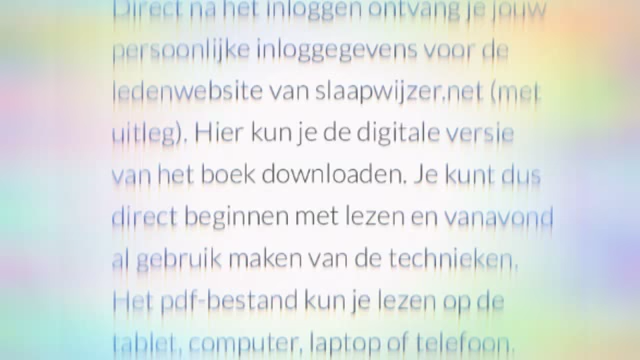 Direct na het inloggen ontvang je jouw
persoonlijke inloggegevens voor de
ledenwebsite van slaapwijzer.net (met
uitleg). Hier kun je de digitale versie
van het boek downloaden. Je kunt dus
direct beginnen met lezen en vanavond
al gebruik maken van de technieken.
Het pdf-bestand kun je lezen op de
tablet, computer, laptop of telefoon.